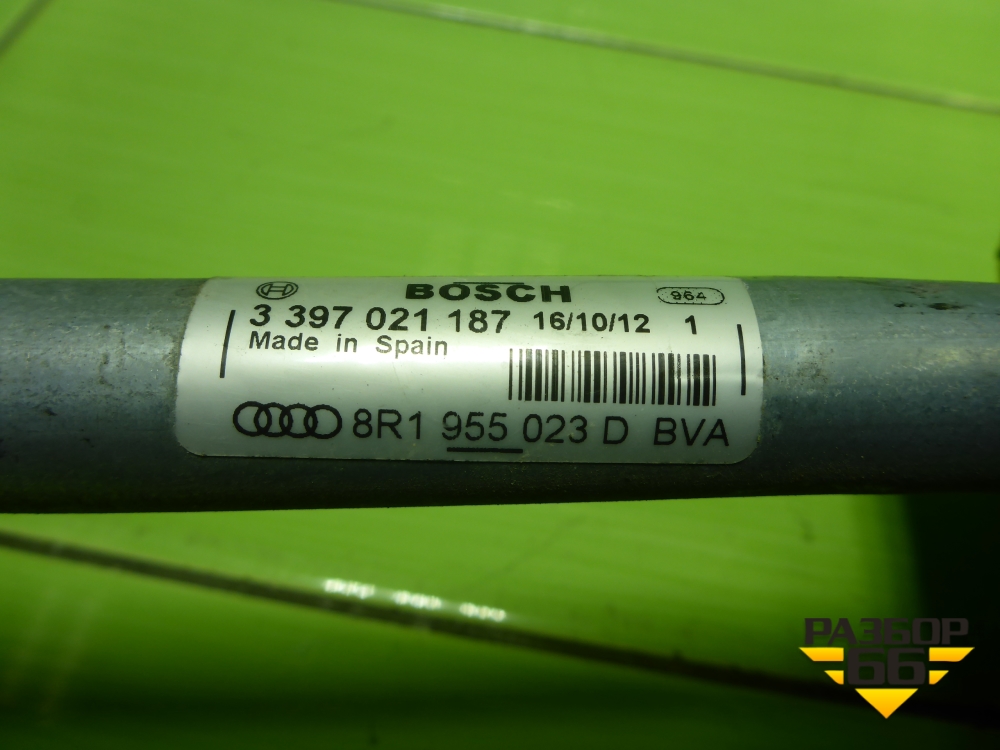 BOSCH
964
3 397 021 187 16/10/12 1
Made in Spain
8R1 955 023 D BVA
РАЗБОР
66